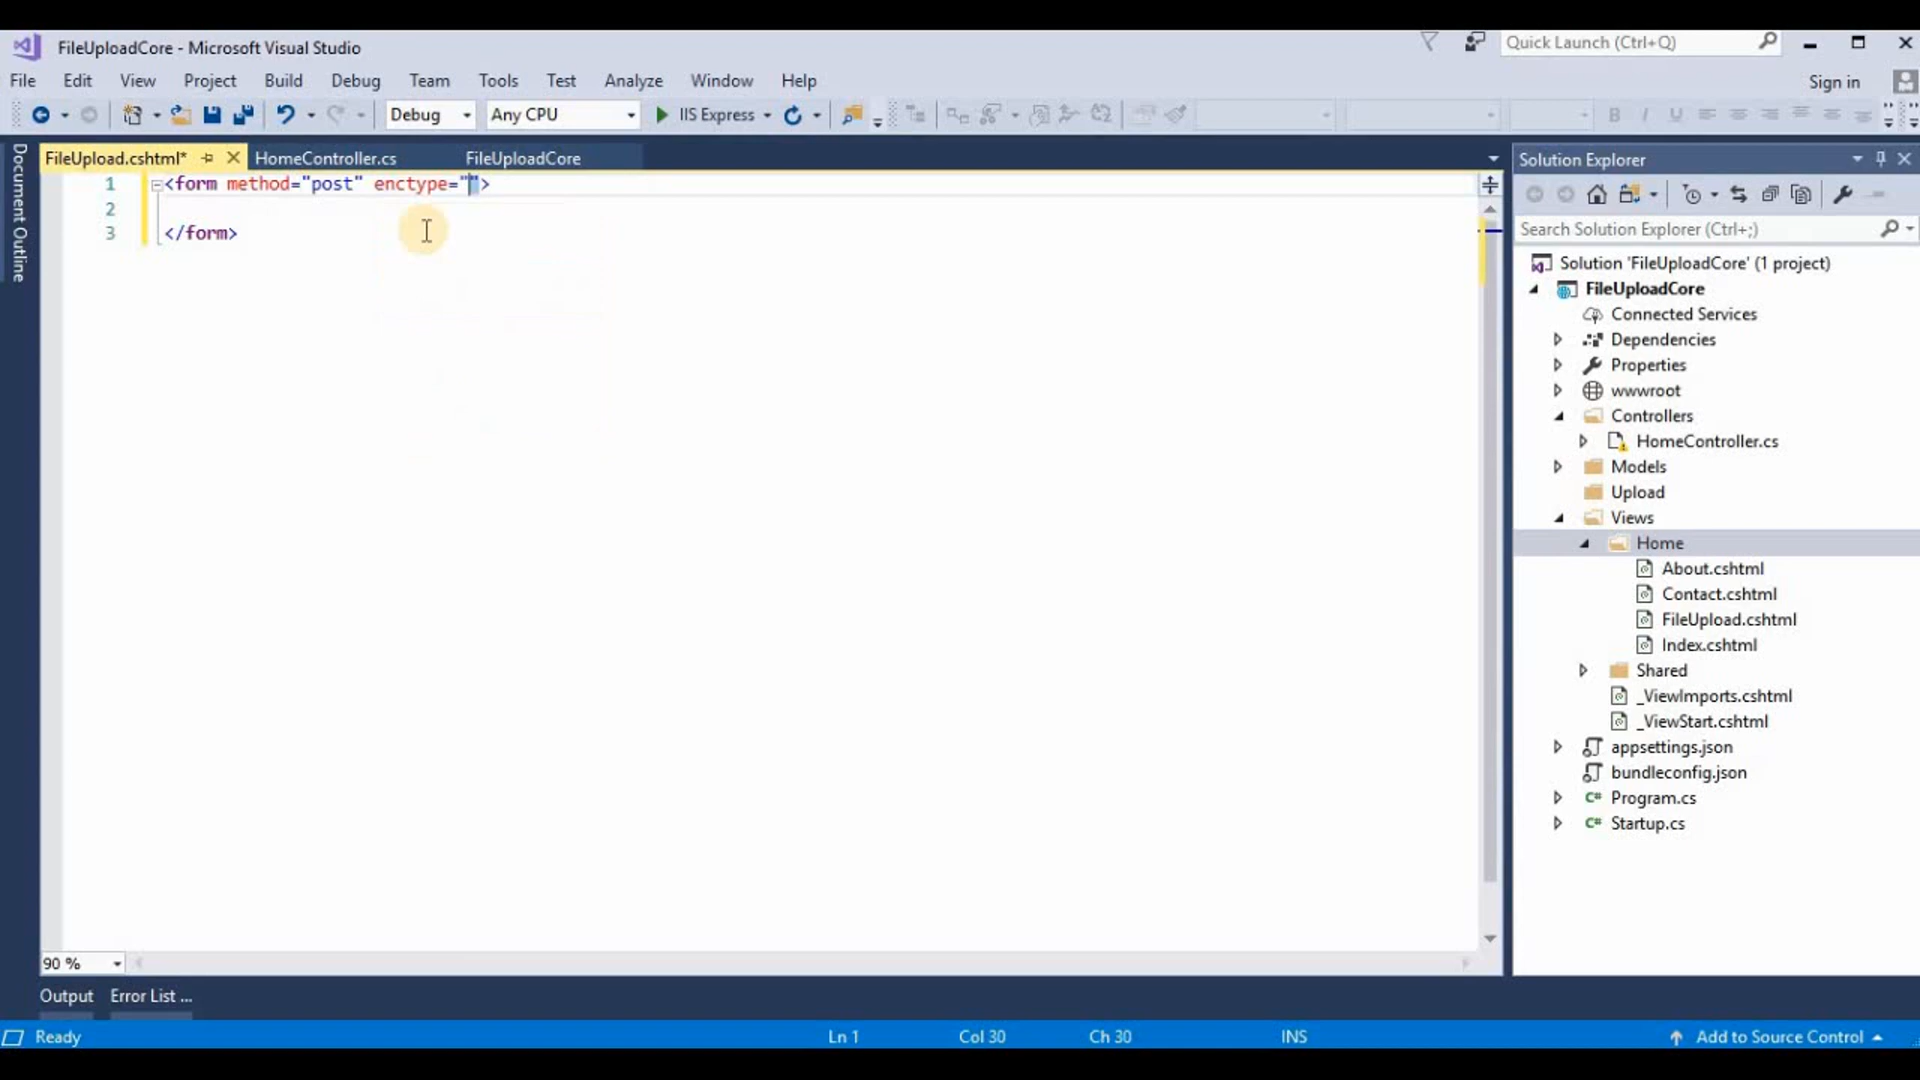 FileUploadCore - Microsoft Visual Studio
Quick Launch (Ctrl+Q)
File Edit View Project Build Debug Team Tools Test Analyze Window Help
Sign in
Debug Any CPU IIS Express
B I U
Document Outline
FileUpload.cshtml* HomeController.cs FileUploadCore
1 <form method="post" enctype="">
2
3 </form>
90 %
Solution Explorer
Search Solution Explorer (Ctrl+;)
Solution 'FileUploadCore' (1 project)
FileUploadCore
Connected Services
Dependencies
Properties
wwwroot
Controllers
HomeController.cs
Models
Upload
Views
Home
About.cshtml
Contact.cshtml
FileUpload.cshtml
Index.cshtml
Shared
_ViewImports.cshtml
_ViewStart.cshtml
appsettings.json
bundleconfig.json
C# Program.cs
C# Startup.cs
Output Error List ...
Ready Ln 1 Col 30 Ch 30 INS Add to Source Control